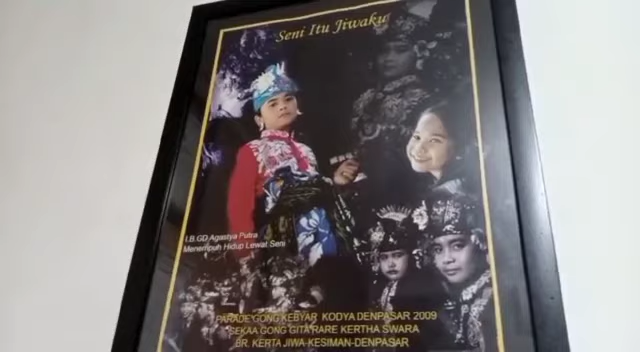 Seni Itu Jiwaku
I.B.GD Agastya Putra
Menempuh Hidup Lewat Seni
PARADE GONG KEBYAR KODYA DENPASAR 2009
SEKAA GONG GITA RARE KERTHA SWARA
BR. KERTA JIWA-KESIMAN-DENPASAR